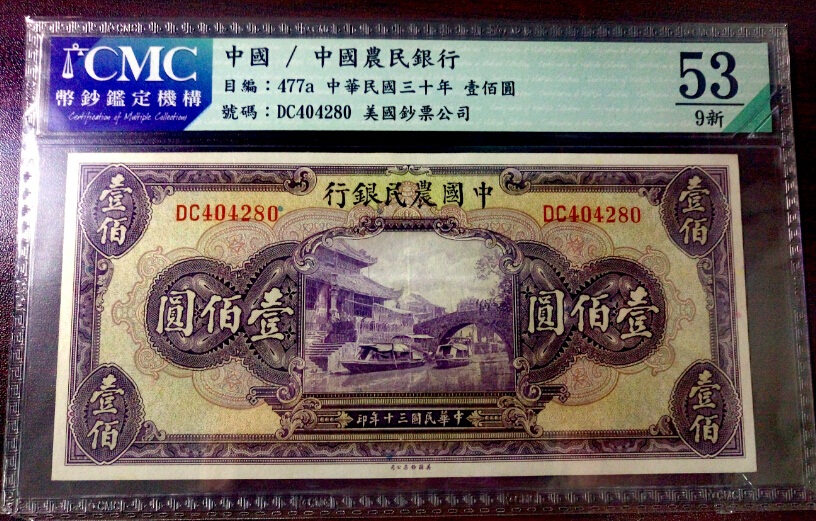 CMC
幣鈔鑑定機構
Certification of Multiple Collections
中國 / 中國農民銀行
目編：477a 中華民國三十年 壹佰圓
號碼：DC404280 美國鈔票公司
53
9新
行銀民農國中
壹佰
壹佰
DC404280
DC404280
圓佰壹
圓佰壹
印年十三國民華中
壹佰
壹佰